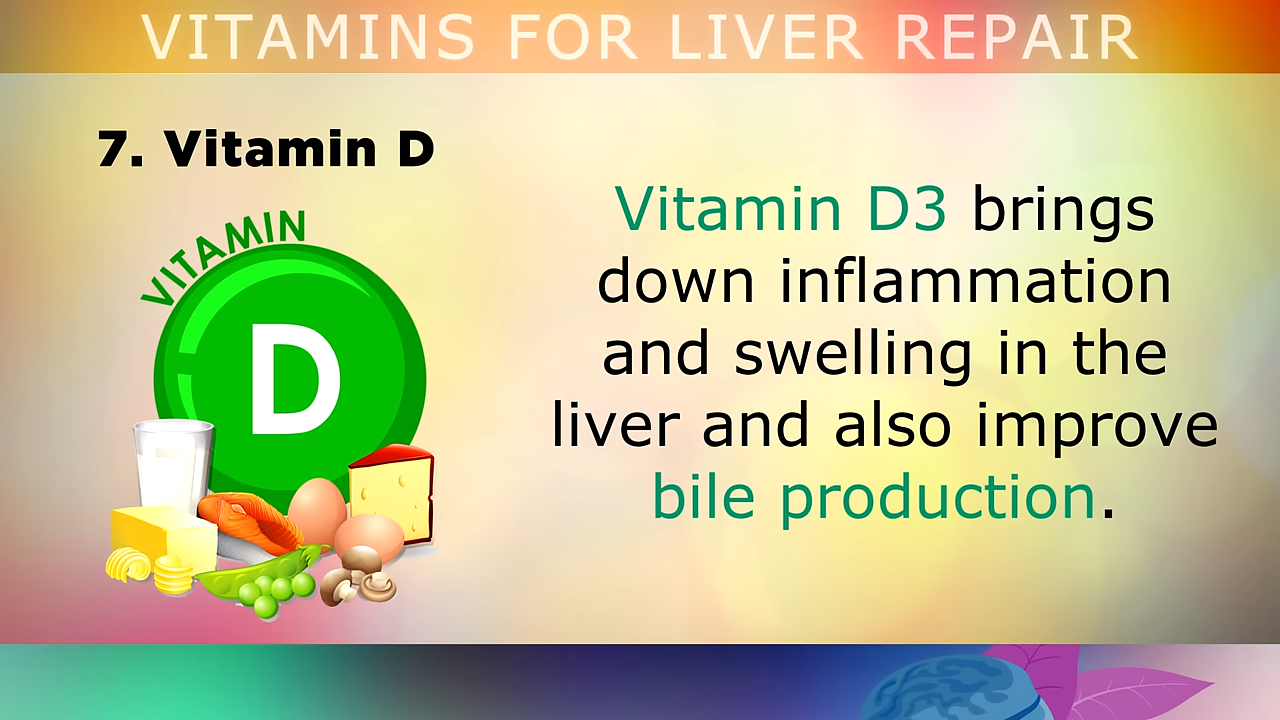 VITAMINS FOR LIVER REPAIR
7. Vitamin D
VITAMIN
D
Vitamin D3 brings
down inflammation
and swelling in the
liver and also improve
bile production.